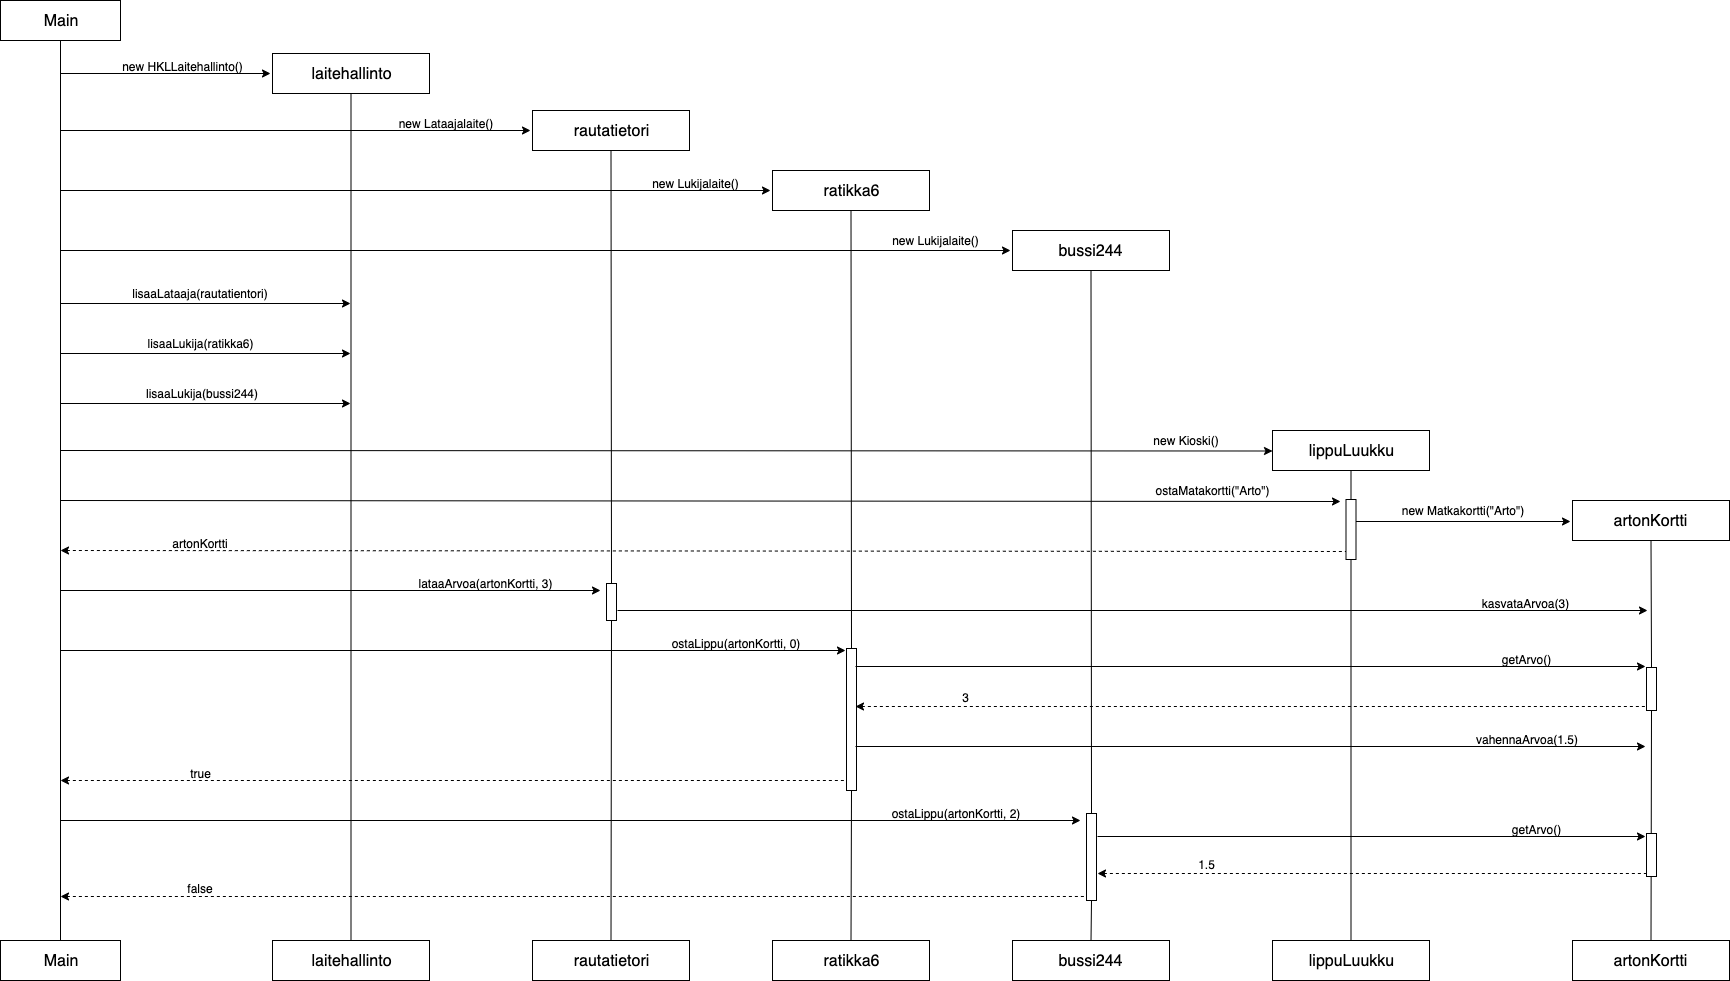 Main
new HKLLaitehallinto()
laitehallinto
new Lataajalaite()
rautatietori
new Lukijalaite()
ratikka6
new Lukijalaite()
bussi244
lisaaLataaja(rautatientori)
lisaaLukija(ratikka6)
lisaaLukija(bussi244)
new Kioski()
lippuLuukku
ostaMatakortti("Arto")
new Matkakortti("Arto")
artonKortti
artonKortti
lataaArvoa(artonKortti, 3)
kasvataArvoa(3)
ostaLippu(artonKortti, 0)
getArvo()
3
vahennaArvoa(1.5)
true
ostaLippu(artonKortti, 2)
getArvo()
1.5
false
Main
laitehallinto
rautatietori
ratikka6
bussi244
lippuLuukku
artonKortti